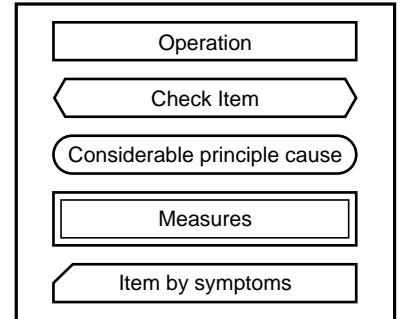 Operation
Check Item
Considerable principle cause
Measures
Item by symptoms